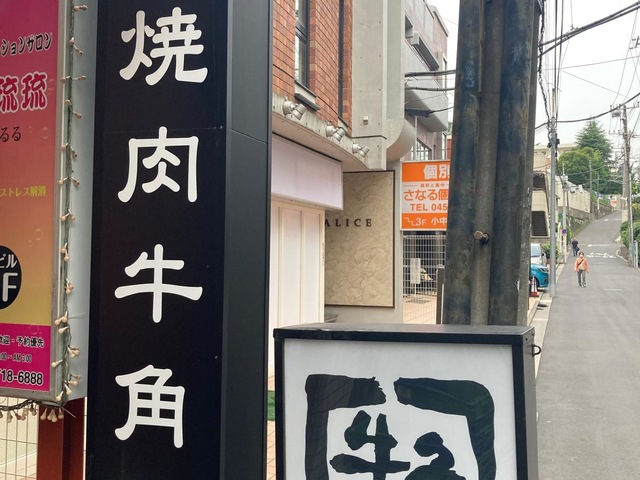 ションサロン
流琉
るる
ストレス解消
ビル
F
予約優先
18-6888
焼肉牛角
ALICE
個別
さなる個
TEL 045
3F 小中
牛角